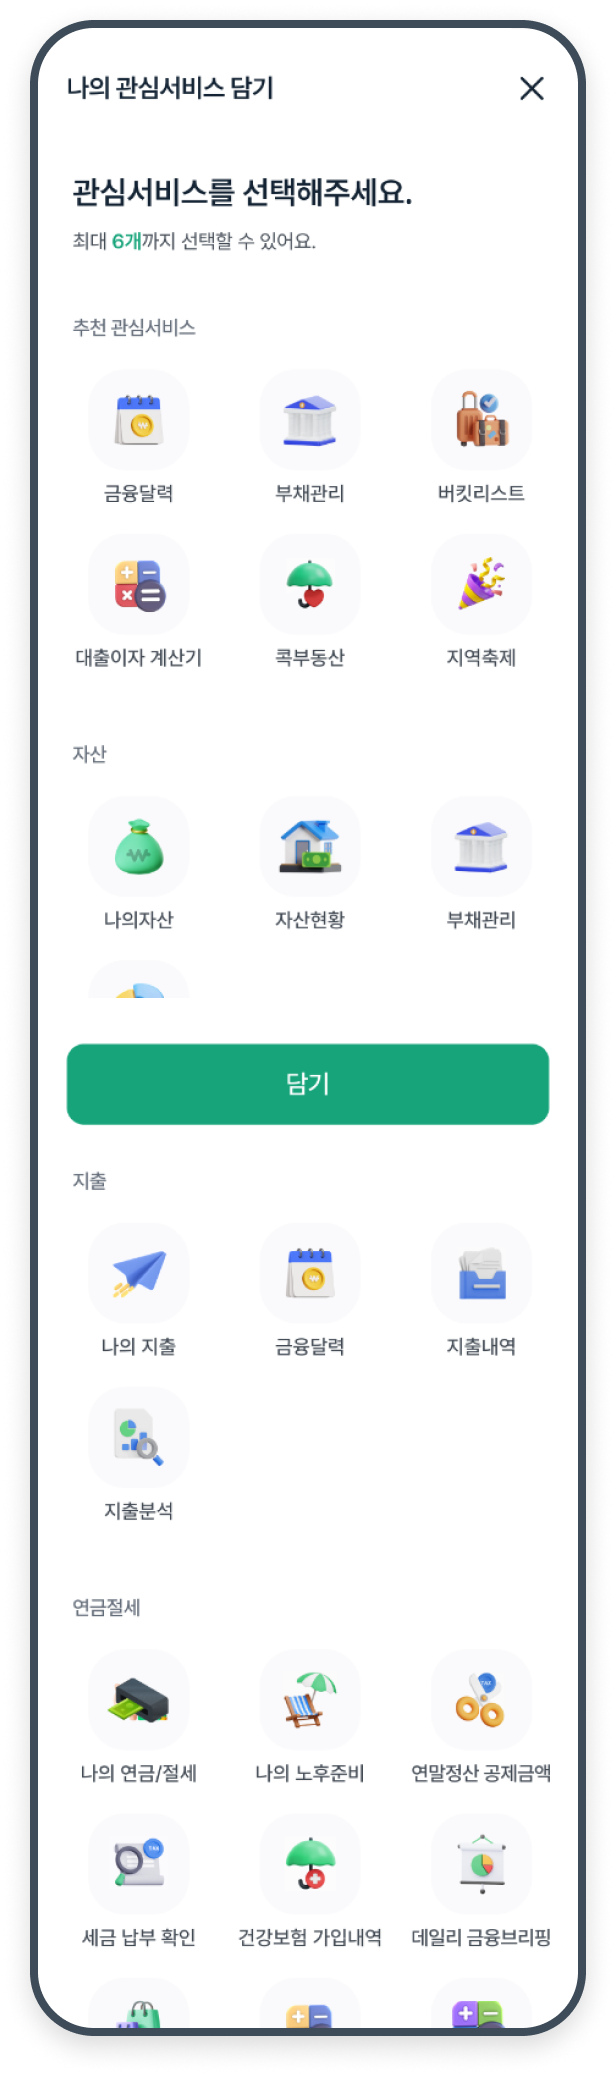 나의 관심서비스 담기
관심서비스를 선택해주세요.
최대 6개까지 선택할 수 있어요.
추천 관심서비스
금융달력 부채관리 버킷리스트
대출이자 계산기 콕부동산 지역축제
자산
나의자산 자산현황 부채관리
담기
지출
나의 지출 금융달력 지출내역
지출분석
연금절세
나의 연금/절세 나의 노후준비 연말정산 공제금액
세금 납부 확인 건강보험 가입내역 데일리 금융브리핑